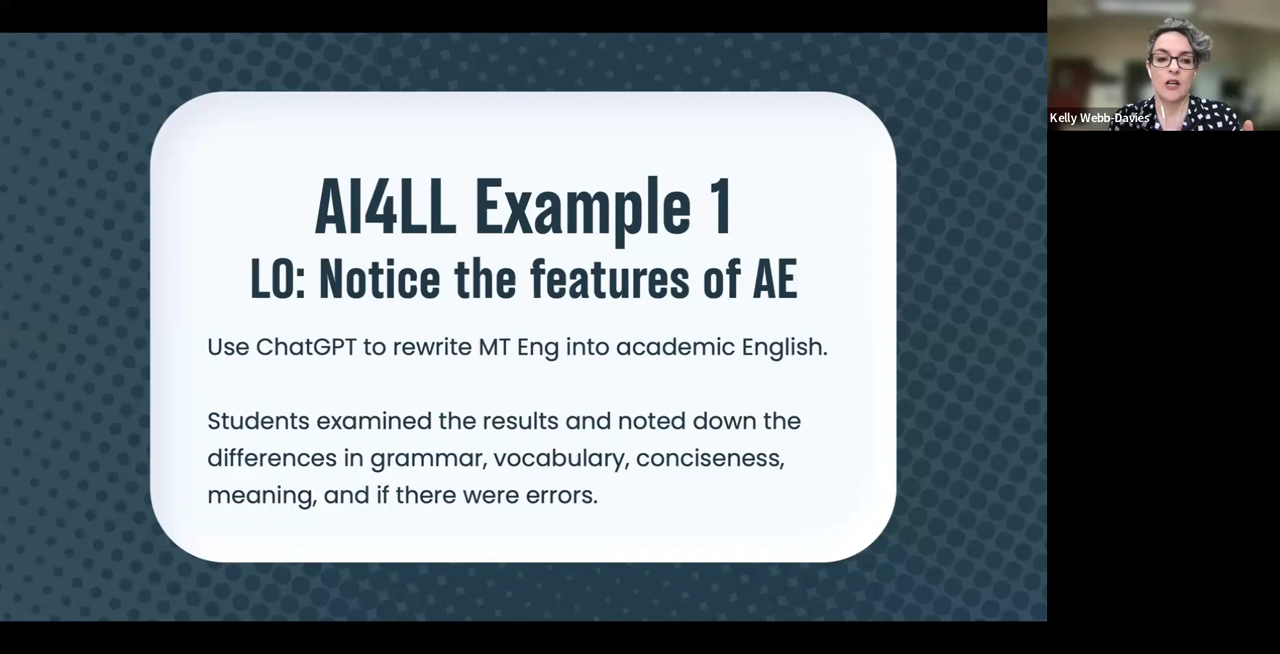 AI4LL Example 1
LO: Notice the features of AE
Use ChatGPT to rewrite MT Eng into academic English.
Students examined the results and noted down the
differences in grammar, vocabulary, conciseness,
meaning, and if there were errors.
Kelly Webb-Davies